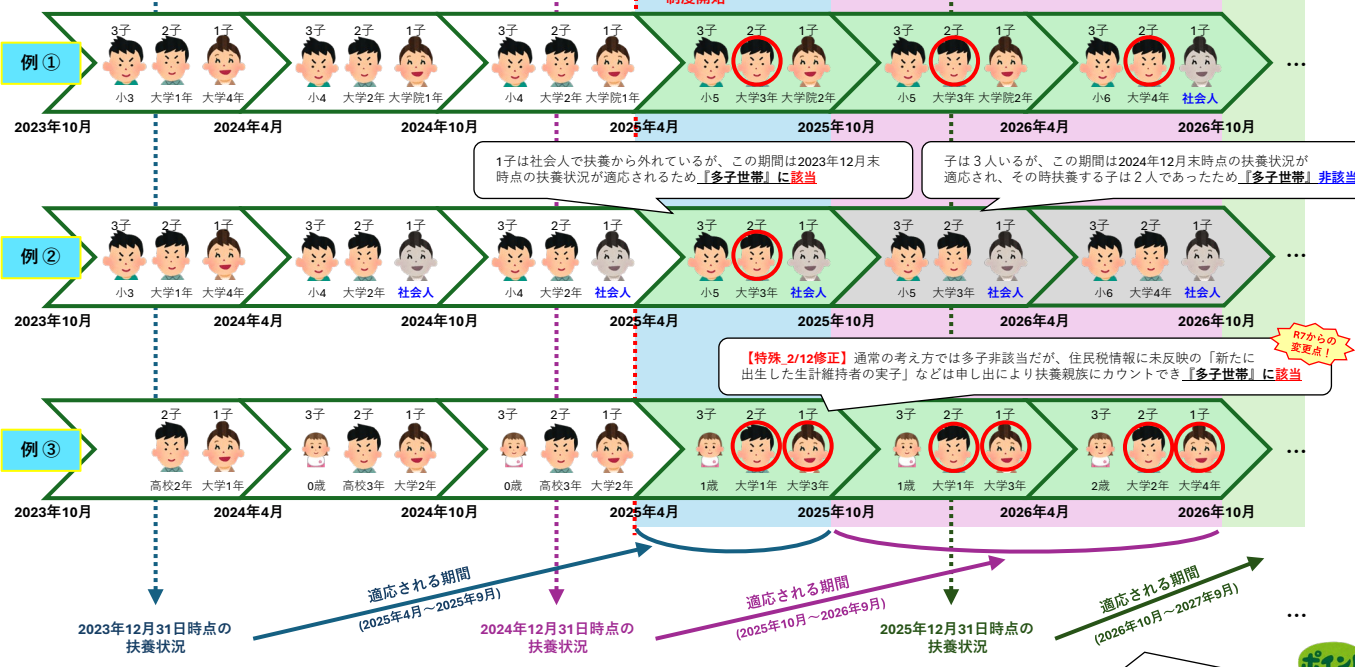 制度開始
例①
3子 2子 1子 3子 2子 1子 3子 2子 1子 3子 2子 1子 3子 2子 1子 3子 2子 1子
小3 大学1年 大学4年 小4 大学2年 大学院1年 小4 大学2年 大学院1年 小5 大学3年 大学院2年 小5 大学3年 大学院2年 小6 大学4年 社会人
…
2023年10月 2024年4月 2024年10月 2025年4月 2025年10月 2026年4月 2026年10月
1子は社会人で扶養から外れているが、この期間は2023年12月末
時点の扶養状況が適応されるため『多子世帯』に該当
子は３人いるが、この期間は2024年12月末時点の扶養状況が
適応され、その時扶養する子は２人であったため『多子世帯』非該当
例②
3子 2子 1子 3子 2子 1子 3子 2子 1子 3子 2子 1子 3子 2子 1子 3子 2子 1子
小3 大学1年 大学4年 小4 大学2年 社会人 小4 大学2年 社会人 小5 大学3年 社会人 小5 大学3年 社会人 小6 大学4年 社会人
…
2023年10月 2024年4月 2024年10月 2025年4月 2025年10月 2026年4月 2026年10月
R7からの
変更点！
【特殊_2/12修正】通常の考え方では多子非該当だが、住民税情報に未反映の「新たに
出生した生計維持者の実子」などは申し出により扶養親族にカウントでき『多子世帯』に該当
例③
2子 1子 3子 2子 1子 3子 2子 1子 3子 2子 1子 3子 2子 1子 3子 2子 1子
高校2年 大学1年 0歳 高校3年 大学2年 0歳 高校3年 大学2年 1歳 大学1年 大学3年 1歳 大学1年 大学3年 2歳 大学2年 大学4年
…
2023年10月 2024年4月 2024年10月 2025年4月 2025年10月 2026年4月 2026年10月
適応される期間
(2025年4月～2025年9月)
適応される期間
(2025年10月～2026年9月)
適応される期間
(2026年10月～2027年9月)
…
2023年12月31日時点の
扶養状況
2024年12月31日時点の
扶養状況
2025年12月31日時点の
扶養状況